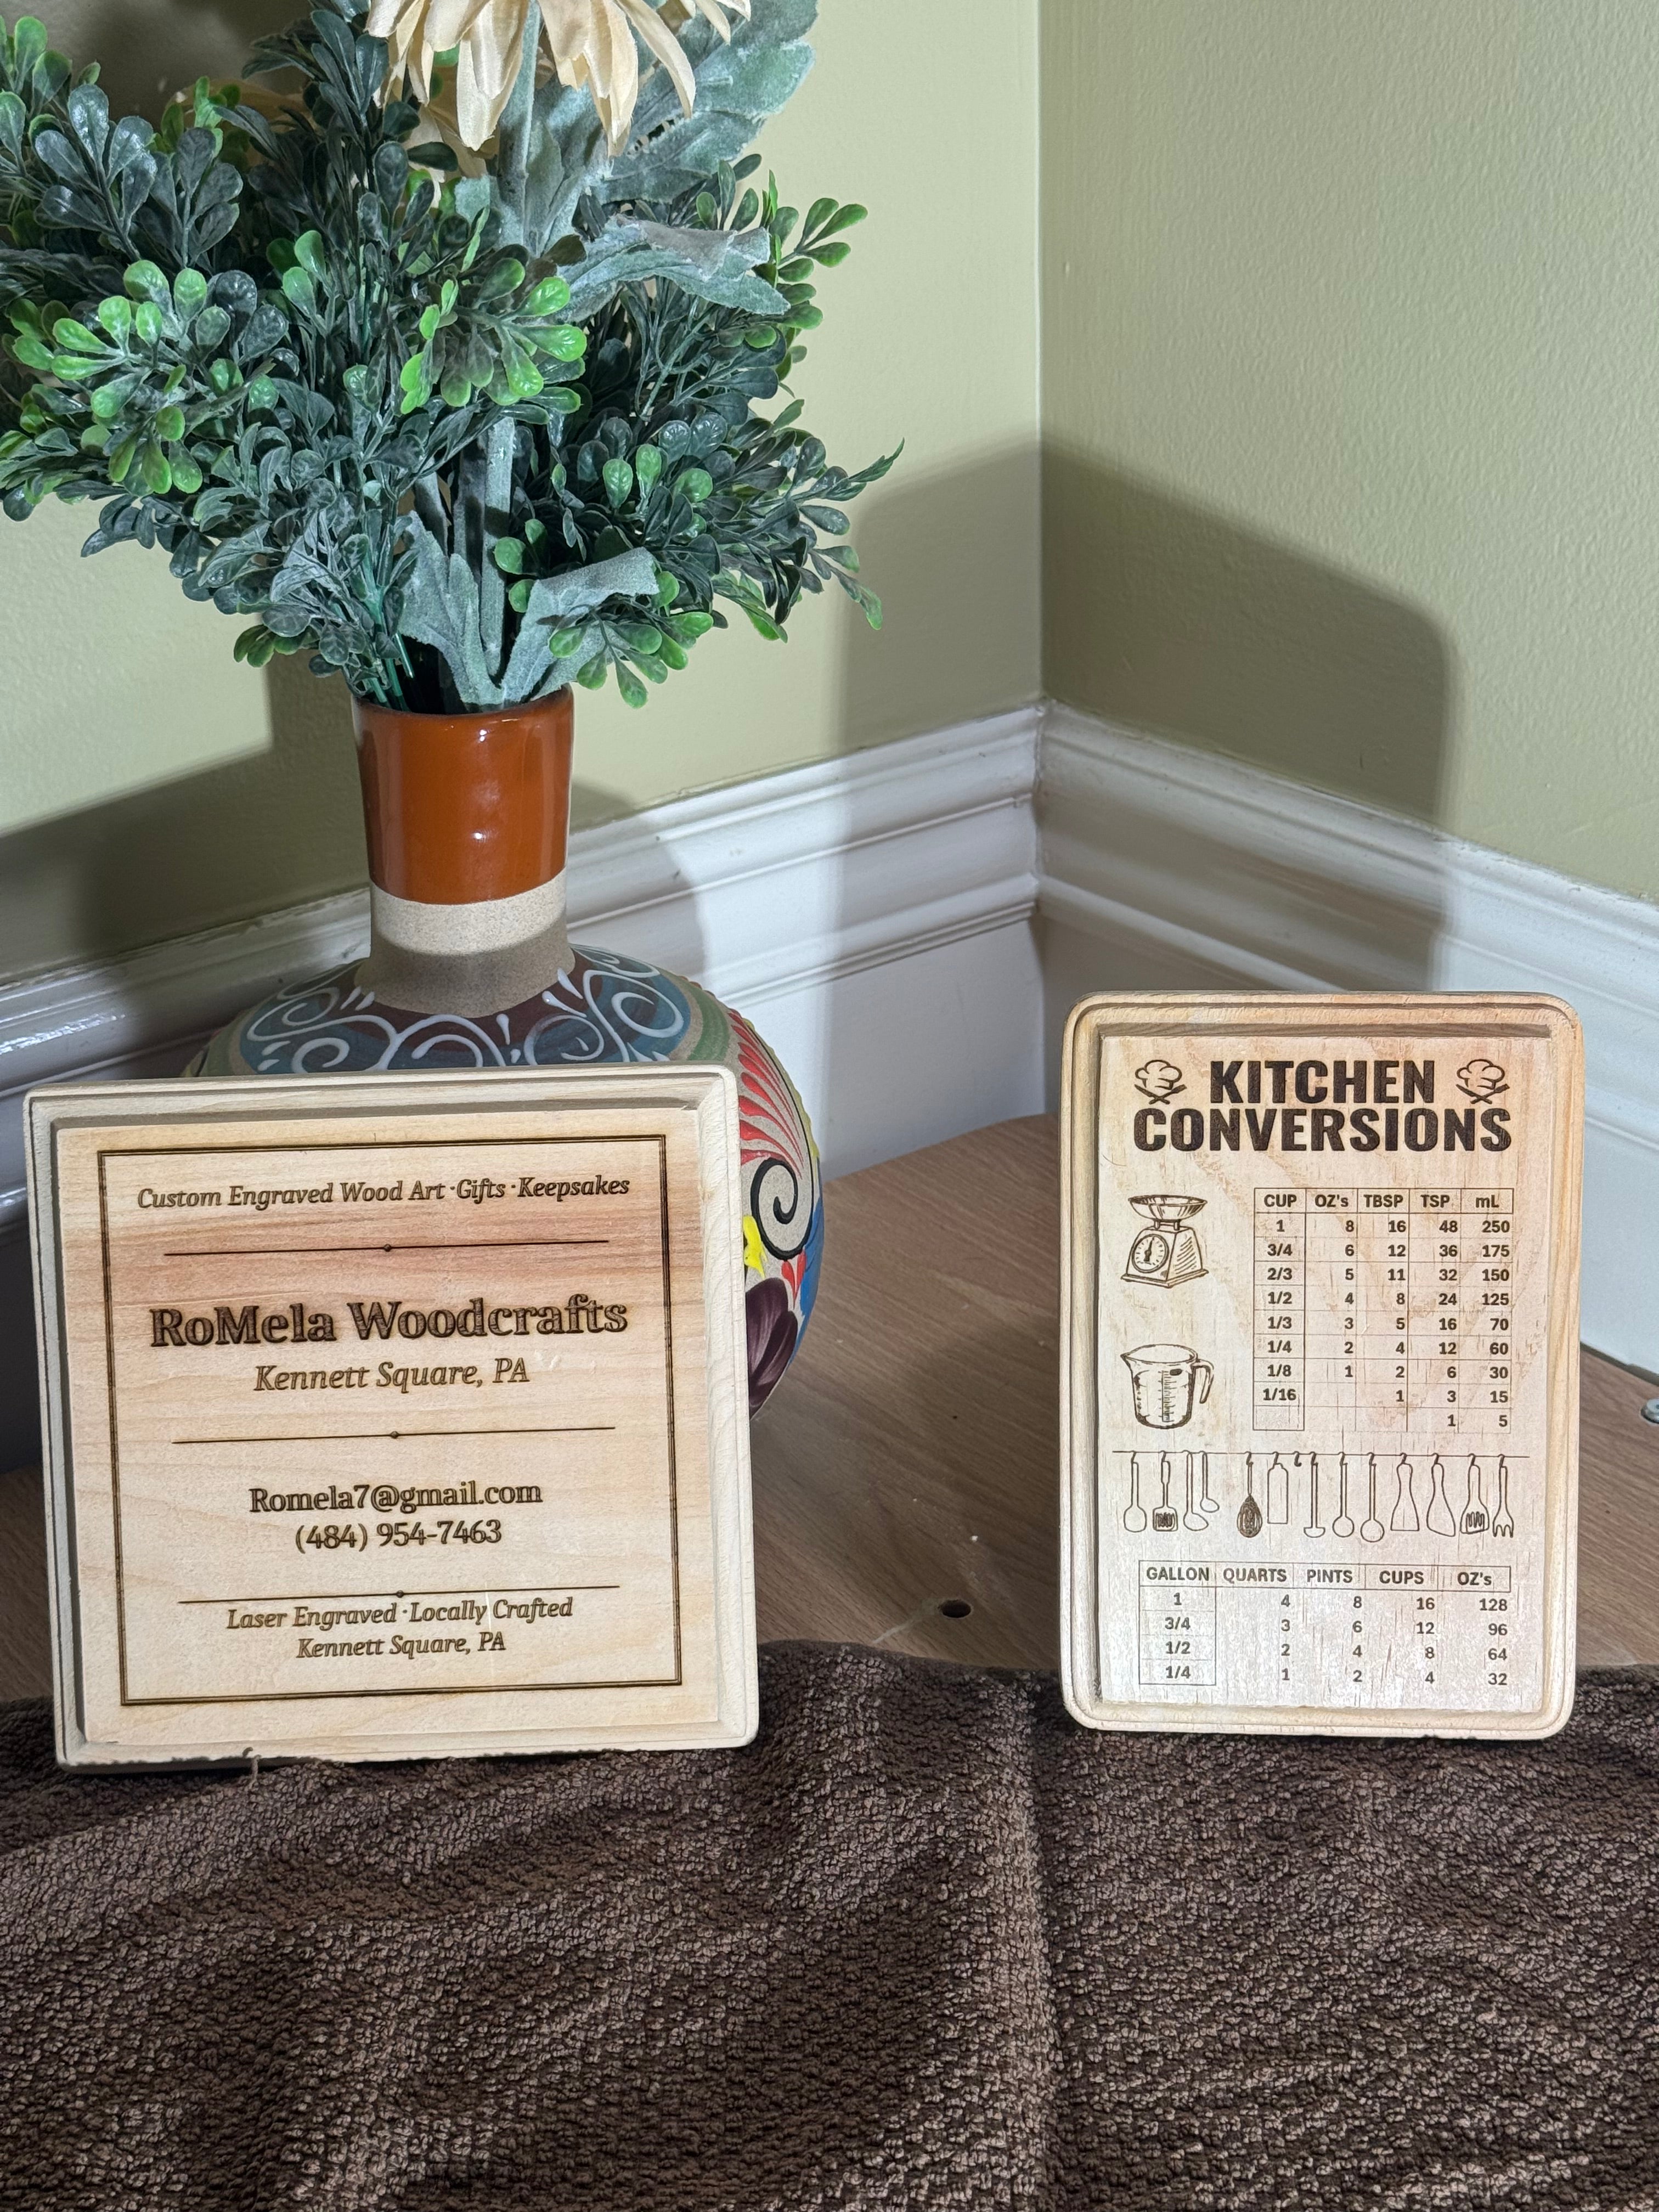 Custom Engraved Wood Art · Gifts · Keepsakes
RoMela Woodcrafts
Kennett Square, PA
Romela7@gmail.com
(484) 954-7463
Laser Engraved · Locally Crafted
Kennett Square, PA
KITCHEN
CONVERSIONS
CUP OZ's TBSP TSP mL
1 8 16 48 250
3/4 6 12 36 175
2/3 5 11 32 150
1/2 4 8 24 125
1/3 3 5 16 70
1/4 2 4 12 60
1/8 1 2 6 30
1/16 1 3 15
1 5
GALLON QUARTS PINTS CUPS OZ's
1 4 8 16 128
3/4 3 6 12 96
1/2 2 4 8 64
1/4 1 2 4 32